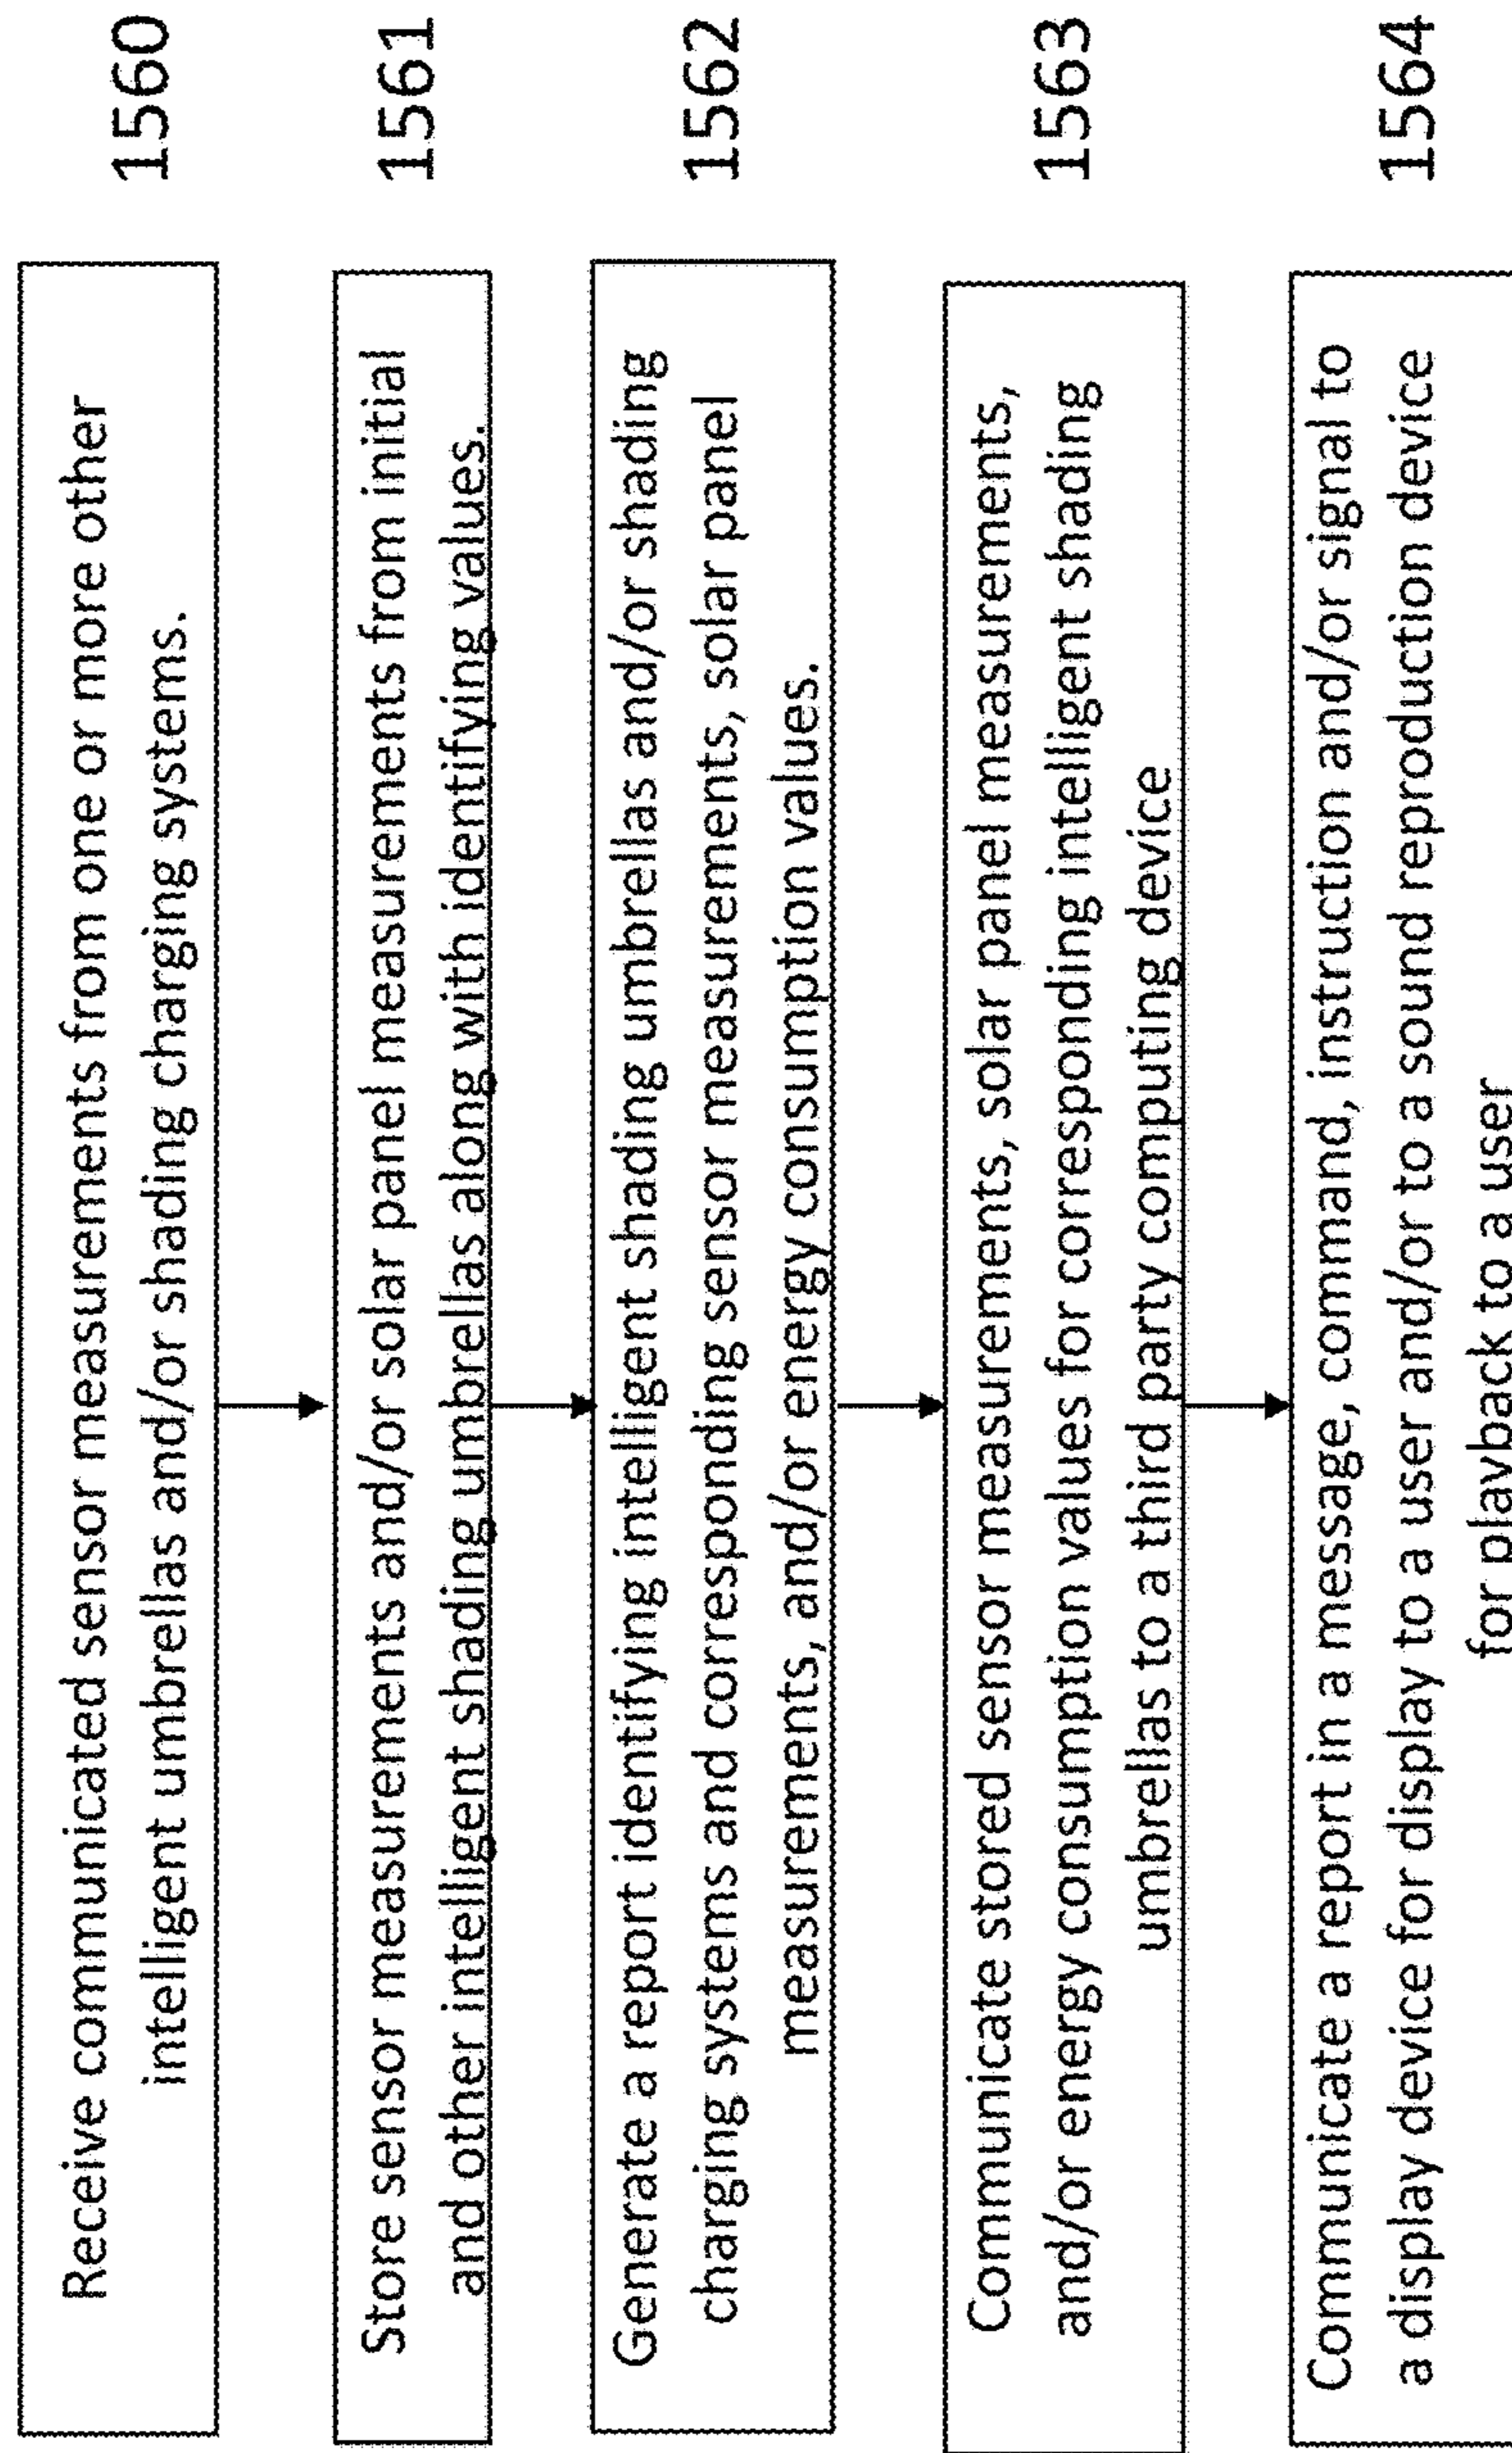 Receive communicated sensor measurements from one or more other
intelligent umbrellas and/or shading charging systems.
1560
Store sensor measurements and/or solar panel measurements from initial
and other intelligent shading umbrellas along with identifying values.
1561
Generate a report identifying intelligent shading umbrellas and/or shading
charging systems and corresponding sensor measurements, solar panel
measurements, and/or energy consumption values.
1562
Communicate stored sensor measurements, solar panel measurements,
and/or energy consumption values for corresponding intelligent shading
umbrellas to a third party computing device
1563
Communicate a report in a message, command, instruction and/or signal to
a display device for display to a user and/or to a sound reproduction device
for playback to a user
1564